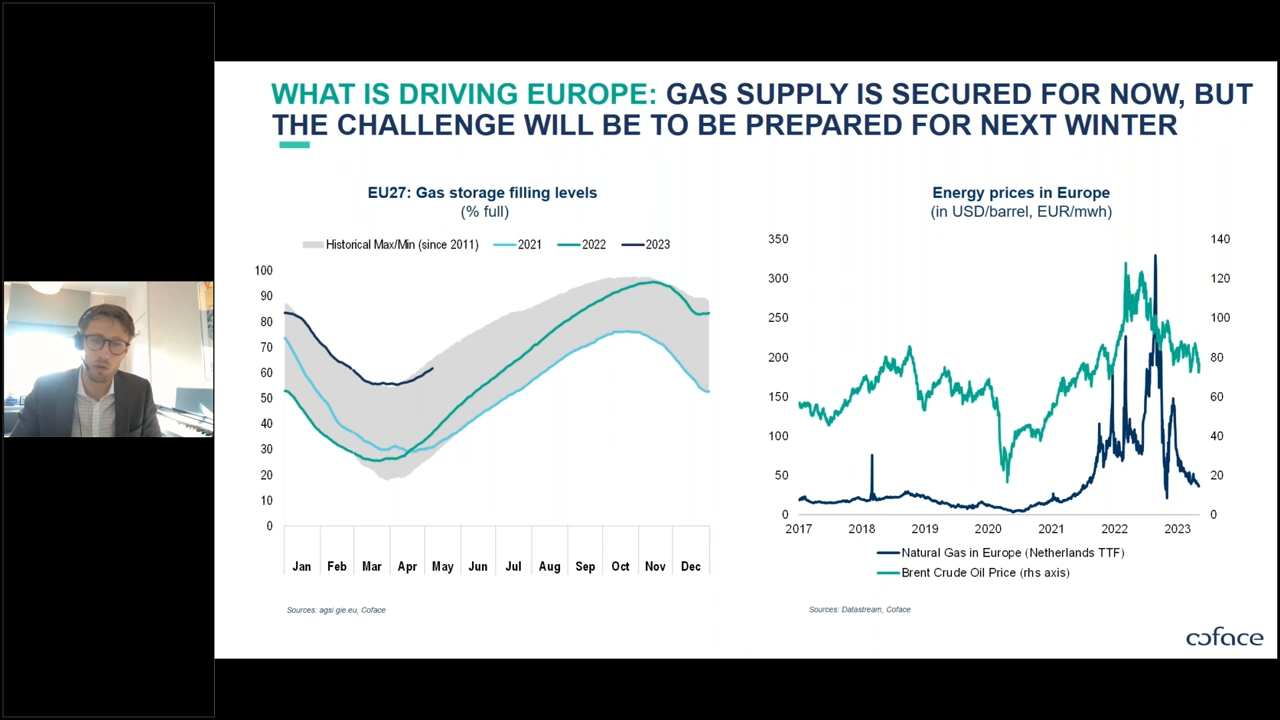 WHAT IS DRIVING EUROPE: GAS SUPPLY IS SECURED FOR NOW, BUT
THE CHALLENGE WILL BE TO BE PREPARED FOR NEXT WINTER
EU27: Gas storage filling levels
(% full)
Historical Max/Min (since 2011) 2021 2022 2023
100
90
80
70
60
50
40
30
20
10
0
Jan Feb Mar Apr May Jun Jul Aug Sep Oct Nov Dec
Sources: agsi.gie.eu, Coface
Energy prices in Europe
(in USD/barrel, EUR/mwh)
350 140
300 120
250 100
200 80
150 60
100 40
50 20
0 0
2017 2018 2019 2020 2021 2022 2023
Natural Gas in Europe (Netherlands TTF)
Brent Crude Oil Price (rhs axis)
Sources: Datastream, Coface
coface